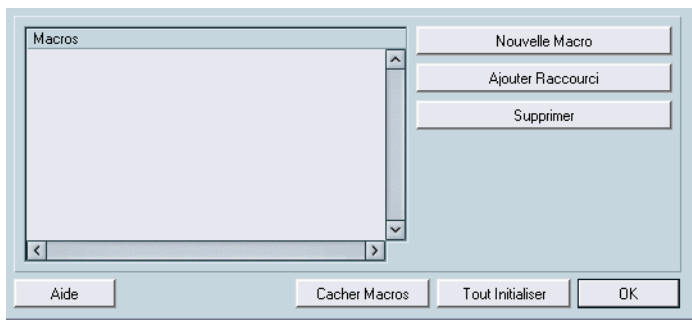 Macros
Nouvelle Macro
Ajouter Raccourci
Supprimer
Aide
Cacher Macros
Tout Initialiser
OK